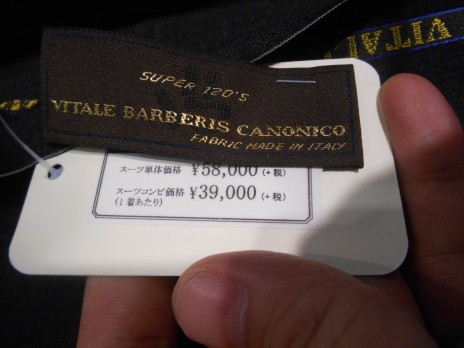 SUPER 120'S
VITALE BARBERIS CANONICO
FABRIC MADE IN ITALY
スーツ単体価格 ¥58,000 (+税)
スーツコンビ価格 ¥39,000 (+税)
(1着あたり)
VITAL